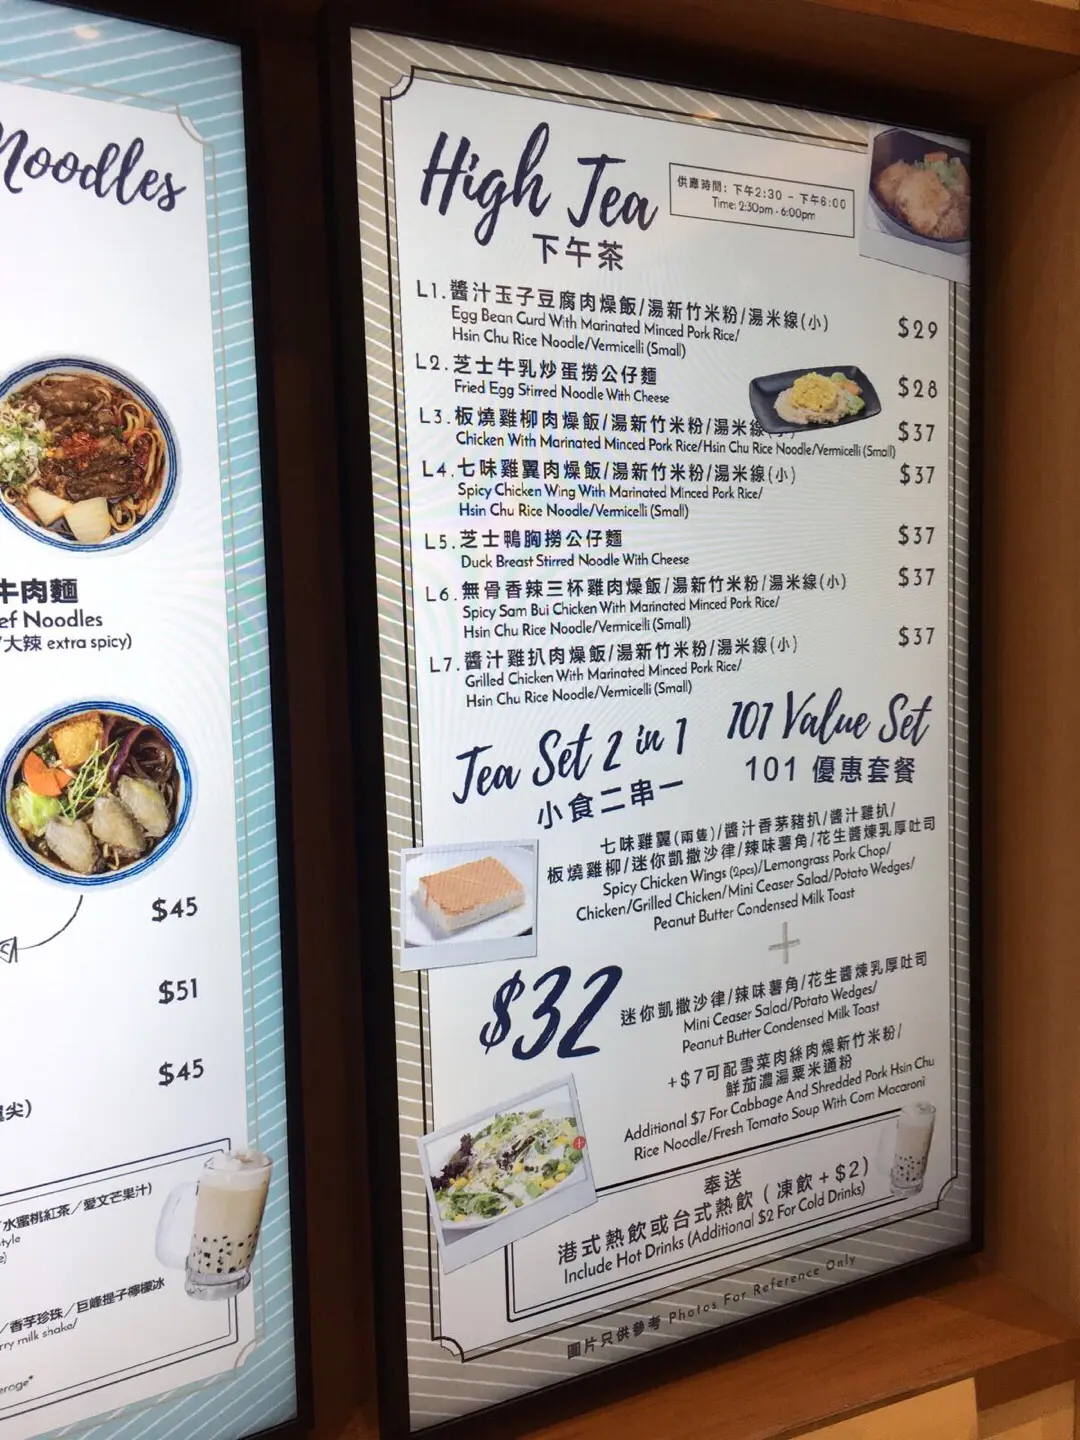 Noodles
牛肉麵
ef Noodles
/大辣 extra spicy)
$45
$51
$45
尖)
/水蜜桃紅茶/愛文芒果汁)
tyle
e)
/香芋珍珠/巨峰提子檸檬冰
rry milk shake/
erage*
High Tea
下午茶
供應時間: 下午2:30 - 下午6:00
Time: 2:30pm - 6:00pm
L1.醬汁玉子豆腐肉燥飯/湯新竹米粉/湯米線(小)
$29
Egg Bean Curd With Marinated Minced Pork Rice/
Hsin Chu Rice Noodle/Vermicelli (Small)
L2.芝士牛乳炒蛋撈公仔麵
$28
Fried Egg Stirred Noodle With Cheese
L3.板燒雞柳肉燥飯/湯新竹米粉/湯米線
$37
Chicken With Marinated Minced Pork Rice/Hsin Chu Rice Noodle/Vermicelli (Small)
L4.七味雞翼肉燥飯/湯新竹米粉/湯米線(小)
$37
Spicy Chicken Wing With Marinated Minced Pork Rice/
Hsin Chu Rice Noodle/Vermicelli (Small)
L5.芝士鴨胸撈公仔麵
$37
Duck Breast Stirred Noodle With Cheese
L6.無骨香辣三杯雞肉燥飯/湯新竹米粉/湯米線(小)
$37
Spicy Sam Bui Chicken With Marinated Minced Pork Rice/
Hsin Chu Rice Noodle/Vermicelli (Small)
L7.醬汁雞扒肉燥飯/湯新竹米粉/湯米線(小)
$37
Grilled Chicken With Marinated Minced Pork Rice/
Hsin Chu Rice Noodle/Vermicelli (Small)
Tea Set 2 in 1
小食二串一
101 Value Set
101 優惠套餐
七味雞翼(兩隻)/醬汁香茅豬扒/醬汁雞扒/
板燒雞柳/迷你凱撒沙律/辣味薯角/花生醬煉乳厚吐司
Spicy Chicken Wings (2pcs)/Lemongrass Pork Chop/
Chicken/Grilled Chicken/Mini Ceaser Salad/Potato Wedges/
Peanut Butter Condensed Milk Toast
+
$32
迷你凱撒沙律/辣味薯角/花生醬煉乳厚吐司
Mini Ceaser Salad/Potato Wedges/
Peanut Butter Condensed Milk Toast
+$7可配雪菜肉絲肉燥新竹米粉/
鮮茄濃湯粟米通粉
Additional $7 For Cabbage And Shredded Pork Hsin Chu
Rice Noodle/Fresh Tomato Soup With Corn Macaroni
奉送
港式熱飲或台式熱飲 (凍飲+$2)
Include Hot Drinks (Additional $2 For Cold Drinks)
圖片只供參考 Photos For Reference Only